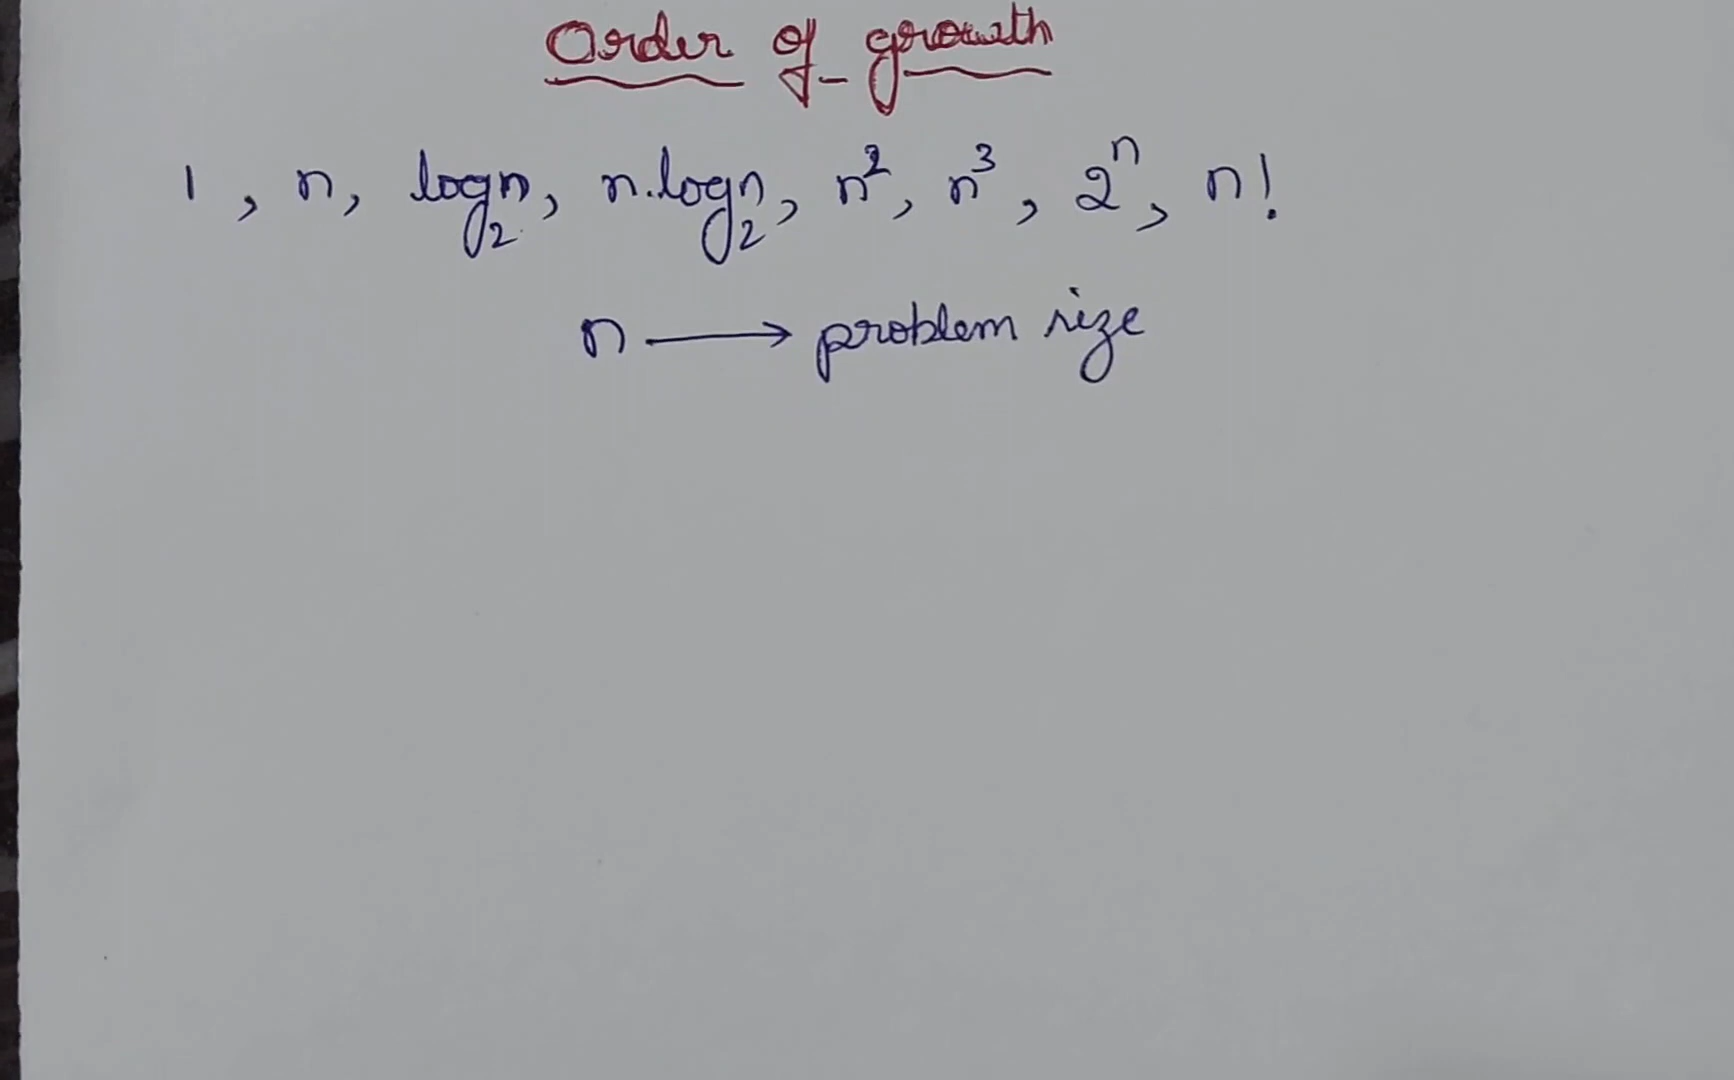 Order of growth
1, n, log₂n, n.log₂n, n², n³, 2ⁿ, n!
n → problem size